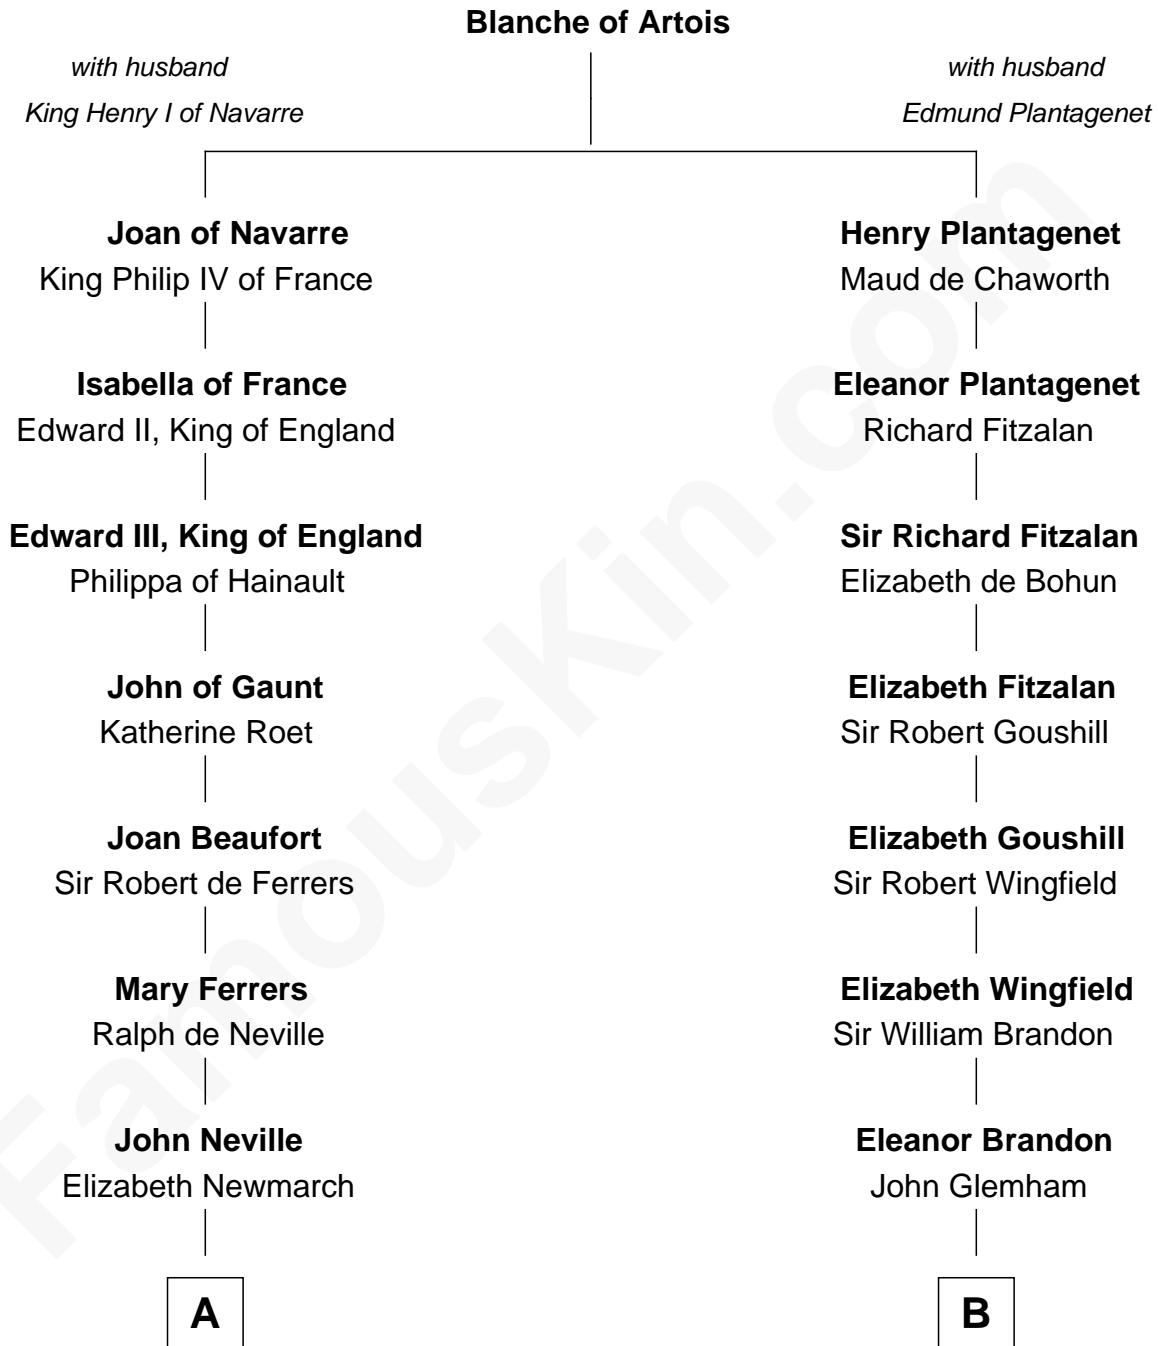 Blanche of Artois
with husband
King Henry I of Navarre
with husband
Edmund Plantagenet
Joan of Navarre
King Philip IV of France
Henry Plantagenet
Maud de Chaworth
Isabella of France
Edward II, King of England
Eleanor Plantagenet
Richard Fitzalan
Edward III, King of England
Philippa of Hainault
Sir Richard Fitzalan
Elizabeth de Bohun
John of Gaunt
Katherine Roet
Elizabeth Fitzalan
Sir Robert Goushill
Joan Beaufort
Sir Robert de Ferrers
Elizabeth Goushill
Sir Robert Wingfield
Mary Ferrers
Ralph de Neville
Elizabeth Wingfield
Sir William Brandon
John Neville
Elizabeth Newmarch
Eleanor Brandon
John Glemham
A
B
FamousKin.com